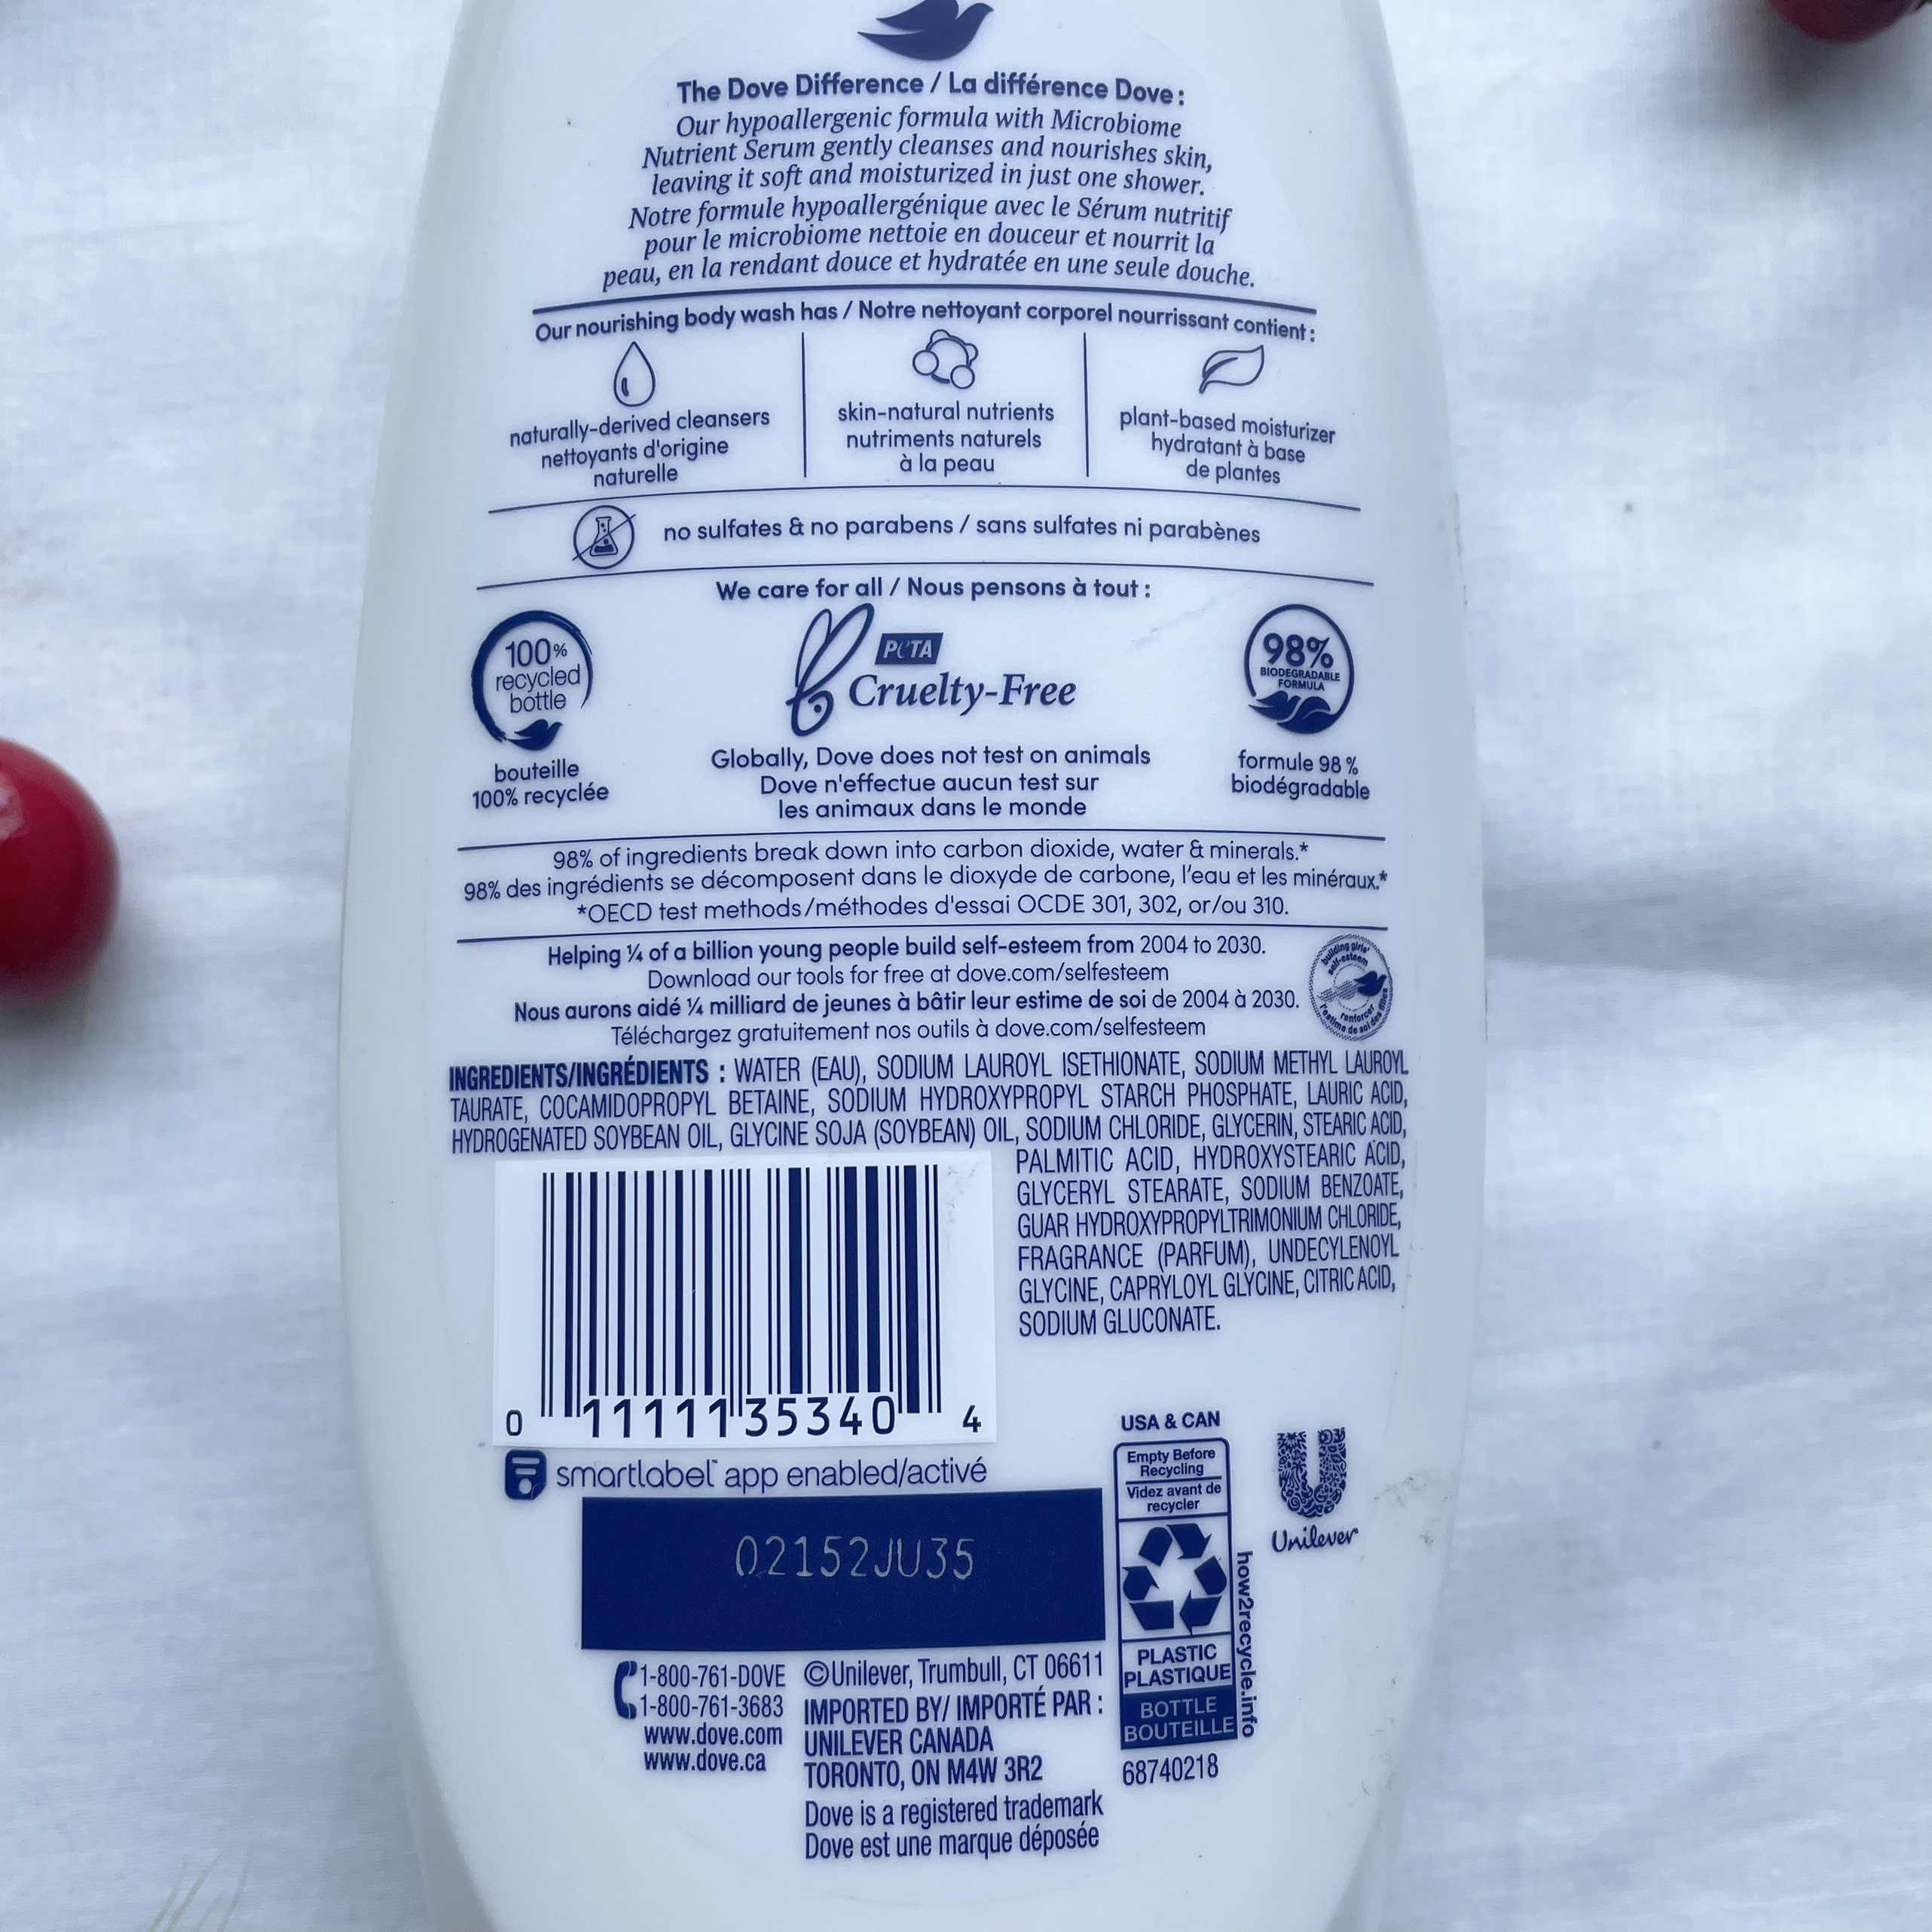 The Dove Difference / La différence Dove :
Our hypoallergenic formula with Microbiome
Nutrient Serum gently cleanses and nourishes skin,
leaving it soft and moisturized in just one shower.
Notre formule hypoallergénique avec le Sérum nutritif
pour le microbiome nettoie en douceur et nourrit la
peau, en la rendant douce et hydratée en une seule douche.
Our nourishing body wash has / Notre nettoyant corporel nourrissant contient :
naturally-derived cleansers
nettoyants d'origine
naturelle
skin-natural nutrients
nutriments naturels
à la peau
plant-based moisturizer
hydratant à base
de plantes
no sulfates & no parabens / sans sulfates ni parabènes
We care for all / Nous pensons à tout :
100%
recycled
bottle
bouteille
100% recyclée
PETA
Cruelty-Free
Globally, Dove does not test on animals
Dove n'effectue aucun test sur
les animaux dans le monde
98%
BIODEGRADABLE
FORMULA
formule 98 %
biodégradable
98% of ingredients break down into carbon dioxide, water & minerals.*
98% des ingrédients se décomposent dans le dioxyde de carbone, l'eau et les minéraux.*
*OECD test methods/méthodes d'essai OCDE 301, 302, or/ou 310.
Helping ¼ of a billion young people build self-esteem from 2004 to 2030.
Download our tools for free at dove.com/selfesteem
Nous aurons aidé ¼ milliard de jeunes à bâtir leur estime de soi de 2004 à 2030.
Téléchargez gratuitement nos outils à dove.com/selfesteem
building girls'
self-esteem
renforcer
l'estime de soi des filles
INGREDIENTS/INGRÉDIENTS : WATER (EAU), SODIUM LAUROYL ISETHIONATE, SODIUM METHYL LAUROYL
TAURATE, COCAMIDOPROPYL BETAINE, SODIUM HYDROXYPROPYL STARCH PHOSPHATE, LAURIC ACID,
HYDROGENATED SOYBEAN OIL, GLYCINE SOJA (SOYBEAN) OIL, SODIUM CHLORIDE, GLYCERIN, STEARIC ACID,
PALMITIC ACID, HYDROXYSTEARIC ACID,
GLYCERYL STEARATE, SODIUM BENZOATE,
GUAR HYDROXYPROPYLTRIMONIUM CHLORIDE,
FRAGRANCE (PARFUM), UNDECYLENOYL
GLYCINE, CAPRYLOYL GLYCINE, CITRIC ACID,
SODIUM GLUCONATE.
0 11111 35340 4
smartlabel™ app enabled/activé
02152JU35
USA & CAN
Empty Before
Recycling
Videz avant de
recycler
PLASTIC
PLASTIQUE
BOTTLE
BOUTEILLE
how2recycle.info
68740218
Unilever
1-800-761-DOVE
1-800-761-3683
www.dove.com
www.dove.ca
©Unilever, Trumbull, CT 06611
IMPORTED BY/ IMPORTÉ PAR :
UNILEVER CANADA
TORONTO, ON M4W 3R2
Dove is a registered trademark
Dove est une marque déposée